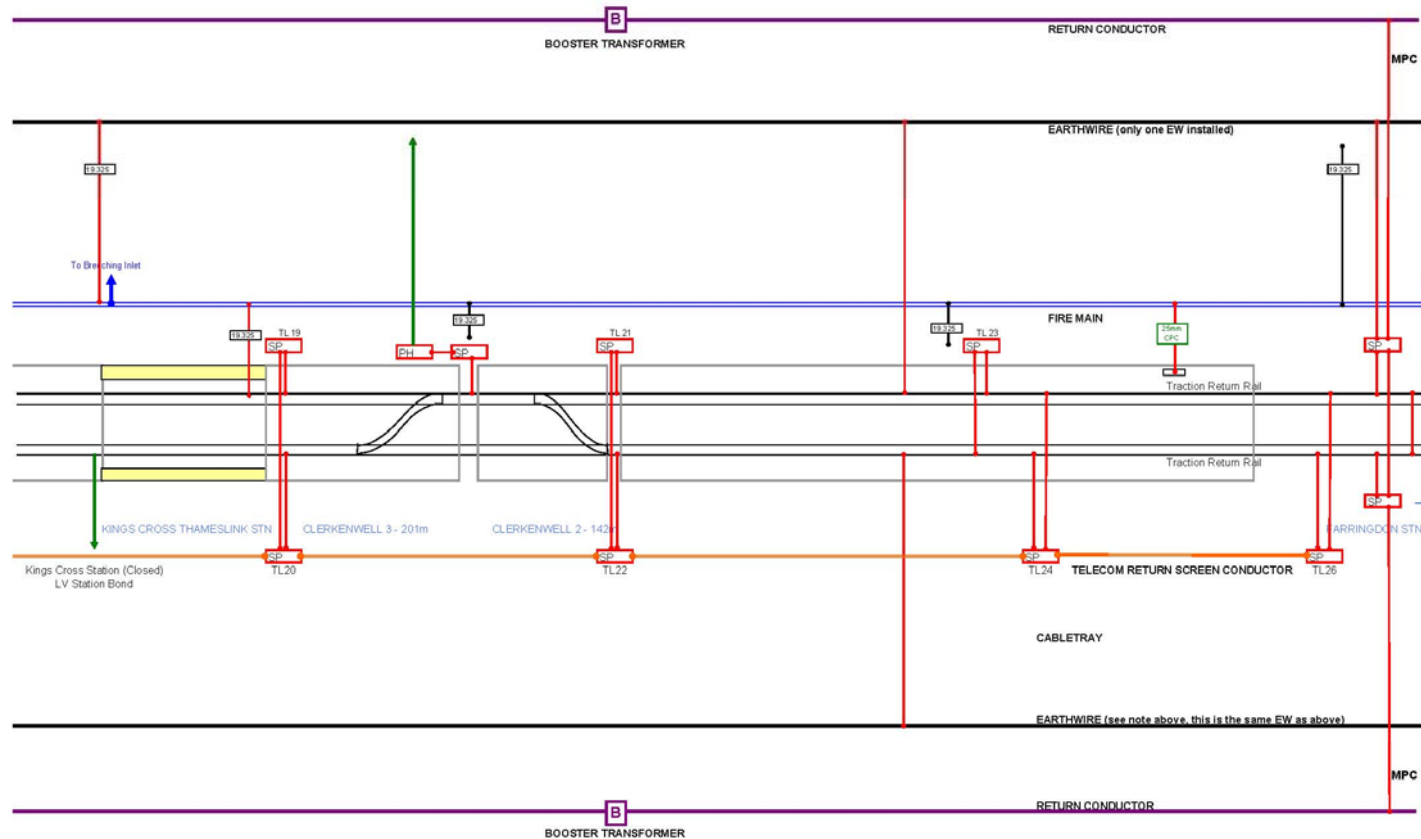 B
BOOSTER TRANSFORMER
RETURN CONDUCTOR
MPC
EARTHWIRE (only one EW installed)
19.325
19.325
To Breeching Inlet
FIRE MAIN
19.325
TL 19
SP
PH
SP
19.325
TL 21
SP
19.325
TL 23
SP
25mm
CPC
SP
Traction Return Rail
Traction Return Rail
KINGS CROSS THAMESLINK STN
CLERKENWELL 3 - 201m
CLERKENWELL 2 - 142m
SP
FARRINGDON STN
Kings Cross Station (Closed)
LV Station Bond
SP
TL20
SP
TL22
SP
TL24
TELECOM RETURN SCREEN CONDUCTOR
SP
TL26
CABLETRAY
EARTHWIRE (see note above, this is the same EW as above)
MPC
RETURN CONDUCTOR
B
BOOSTER TRANSFORMER